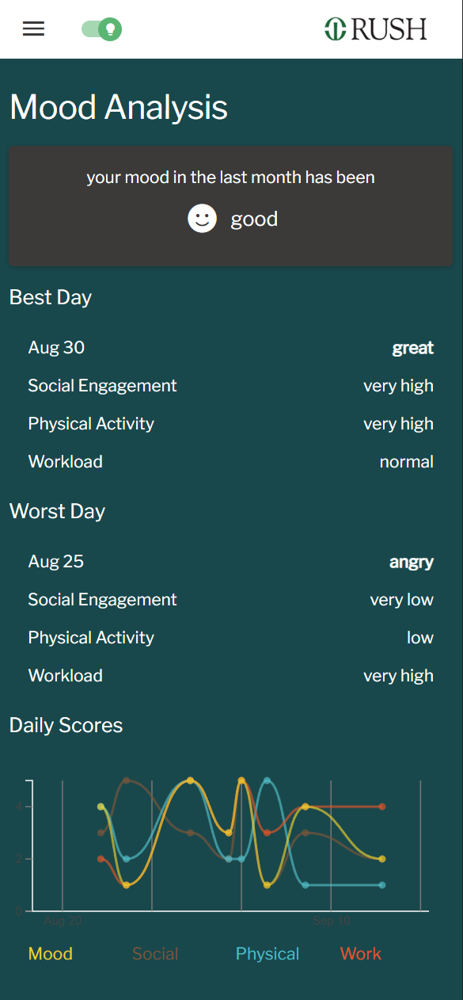 RUSH
Mood Analysis
your mood in the last month has been
good
Best Day
Aug 30 great
Social Engagement very high
Physical Activity very high
Workload normal
Worst Day
Aug 25 angry
Social Engagement very low
Physical Activity low
Workload very high
Daily Scores
4
2
0
Aug 20 Sep 10
Mood Social Physical Work